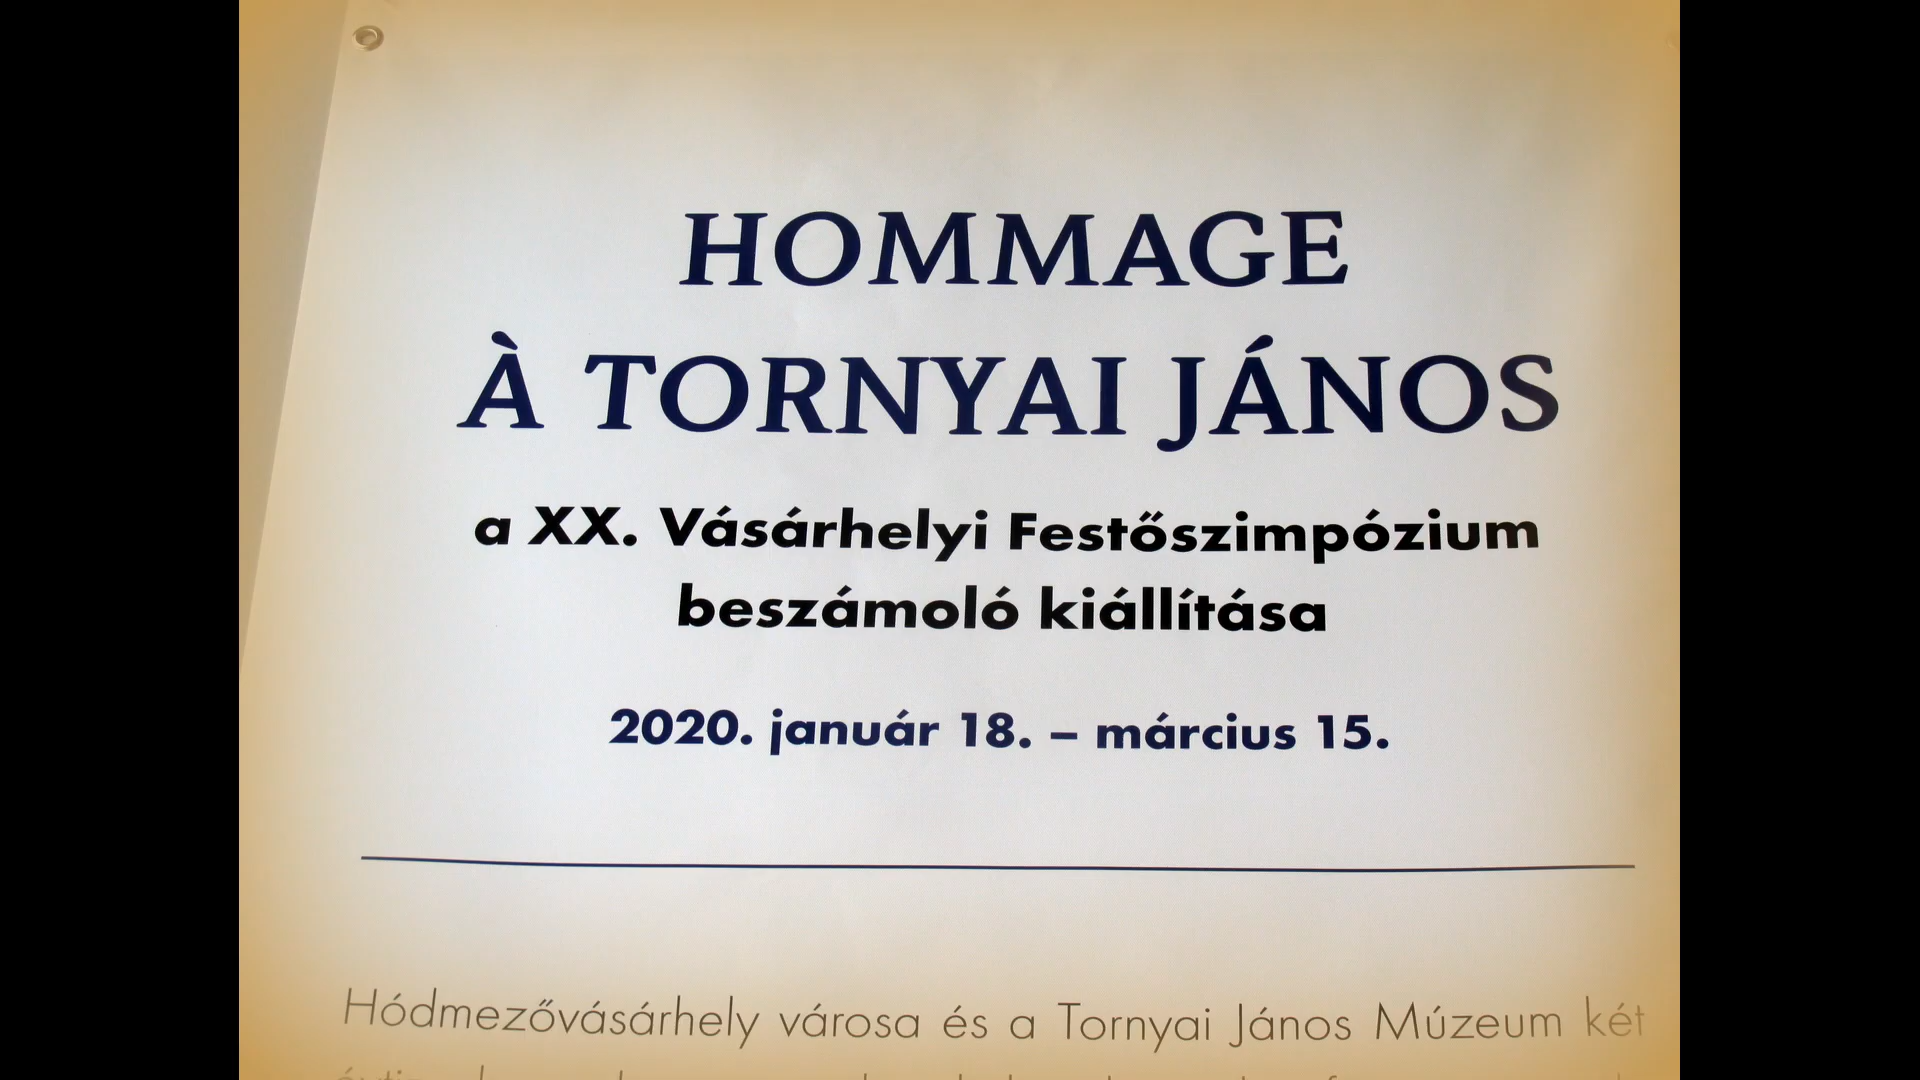 HOMMAGE
À TORNYAI JÁNOS
a XX. Vásárhelyi Festőszimpózium
beszámoló kiállítása
2020. január 18. – március 15.
Hódmezővásárhely városa és a Tornyai János Múzeum két